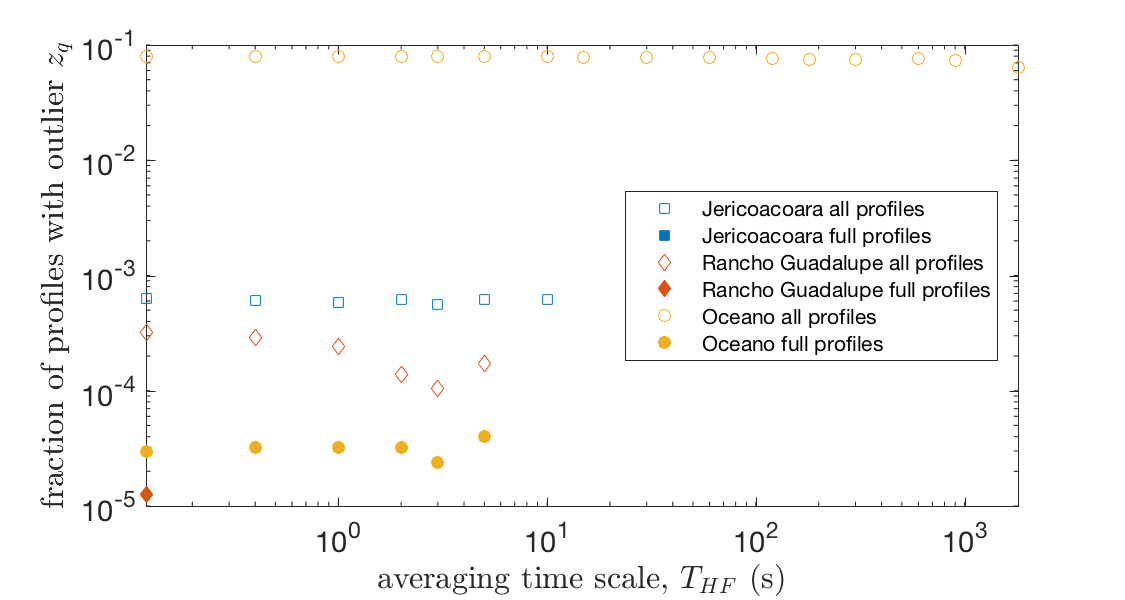 fraction of profiles with outlier z_q
10^-1
10^-2
10^-3
10^-4
10^-5
Jericoacoara all profiles
Jericoacoara full profiles
Rancho Guadalupe all profiles
Rancho Guadalupe full profiles
Oceano all profiles
Oceano full profiles
10^0 10^1 10^2 10^3
averaging time scale, T_HF (s)